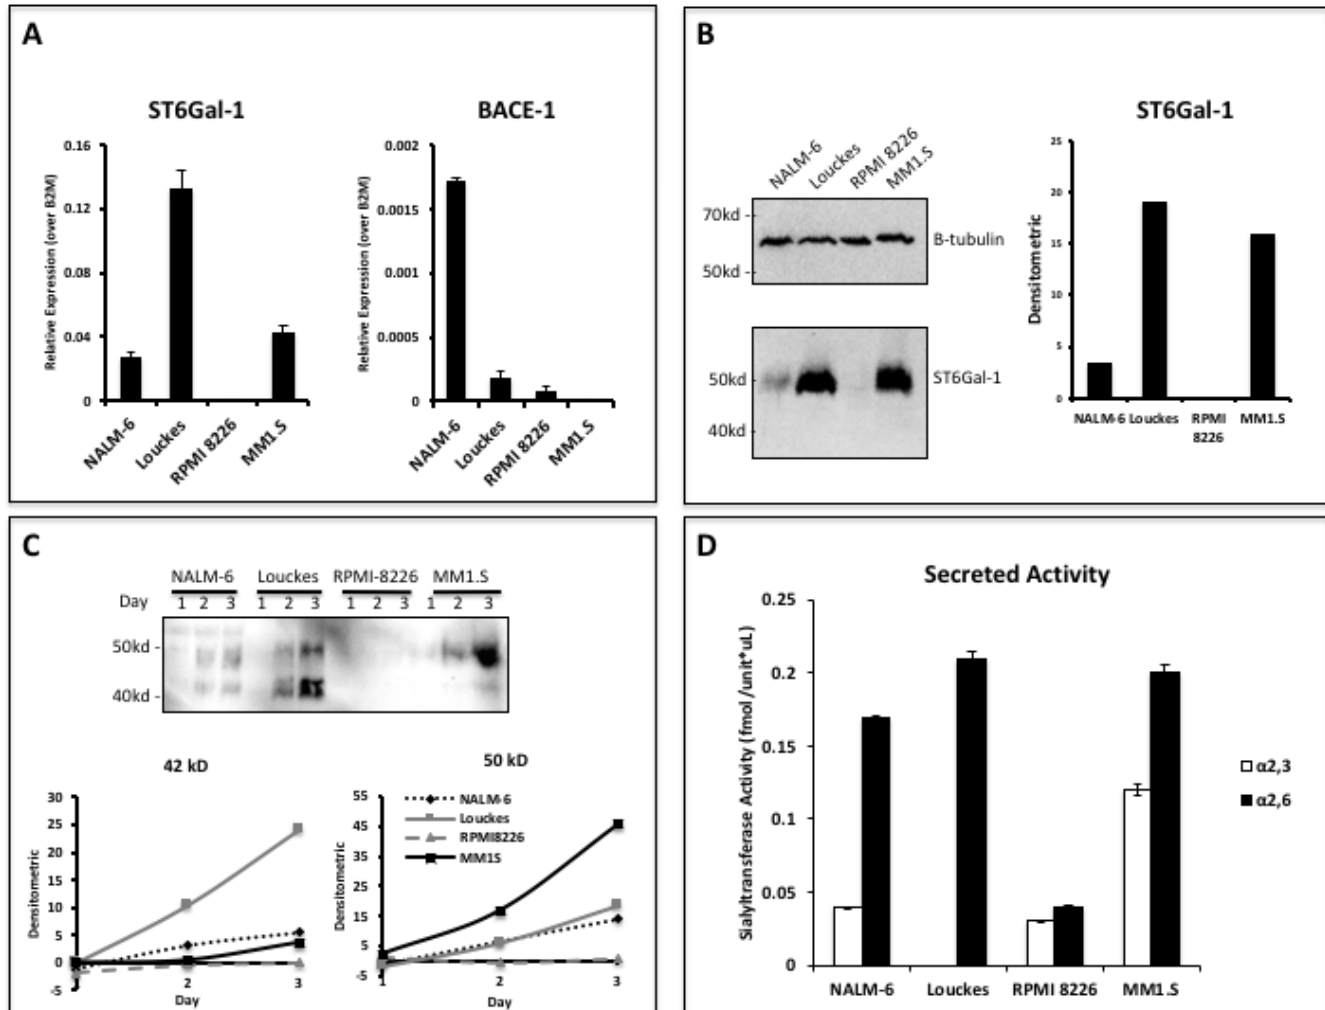 A
ST6Gal-1
Relative Expression (over B2M)
0.16
0.12
0.08
0.04
0
NALM-6
Louckes
RPMI 8226
MM1.S
BACE-1
Relative Expression (over B2M)
0.002
0.0015
0.001
0.0005
0
NALM-6
Louckes
RPMI 8226
MM1.S
B
NALM-6
Louckes
RPMI 8226
MM1.S
70kd -
50kd -
B-tubulin
50kd -
40kd -
ST6Gal-1
ST6Gal-1
Densitometric
25
20
15
10
5
0
NALM-6 Louckes RPMI 8226 MM1.S
C
NALM-6 Louckes RPMI-8226 MM1.S
Day 1 2 3 1 2 3 1 2 3 1 2 3
50kd -
40kd -
42 kD
Densitometric
30
25
20
15
10
5
0
-5
2 3
Day
50 kD
Densitometric
55
45
35
25
15
5
-5
1 2 3
Day
NALM-6
Louckes
RPMI8226
MM1S
D
Secreted Activity
Sialyltransferase Activity (fmol/unit*uL)
0.25
0.2
0.15
0.1
0.05
0
NALM-6 Louckes RPMI 8226 MM1.S
α2,3
α2,6